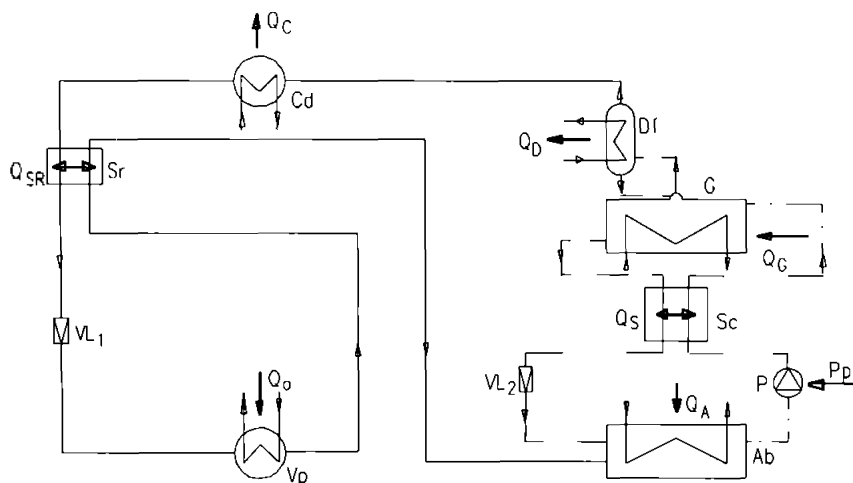 Q_C
Cd
Df
Q_D
Q_SR
Sr
G
Q_G
Q_S
Sc
VL_1
VL_2
P
P_P
Q_o
Q_A
Vp
Ab